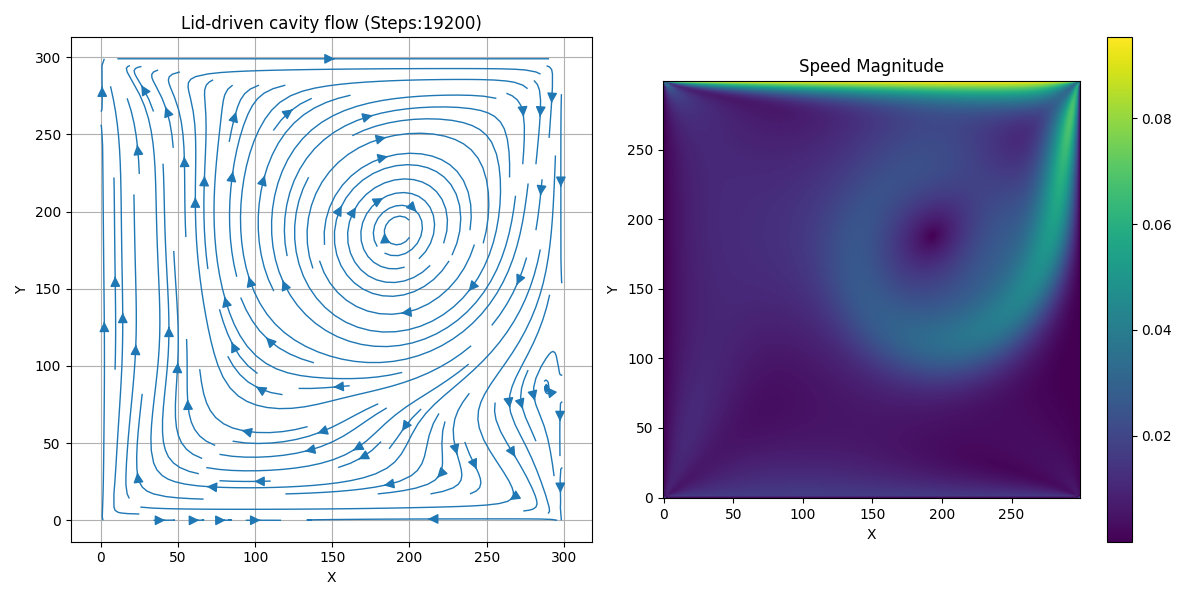 Lid-driven cavity flow (Steps:19200)
Y
300
250
200
150
100
50
0
0 50 100 150 200 250 300
X
Speed Magnitude
Y
250
200
150
100
50
0
0 50 100 150 200 250
X
0.08
0.06
0.04
0.02